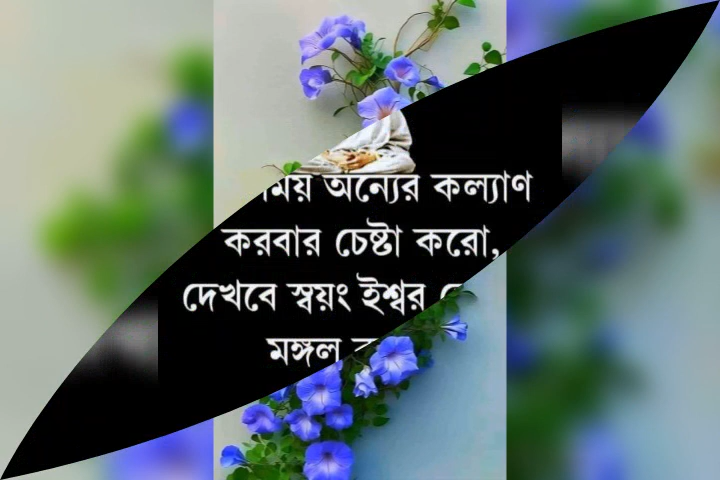 অন্যের কল্যাণ
করবার চেষ্টা করো,
দেখবে স্বয়ং ইশ্বর
মঙ্গল